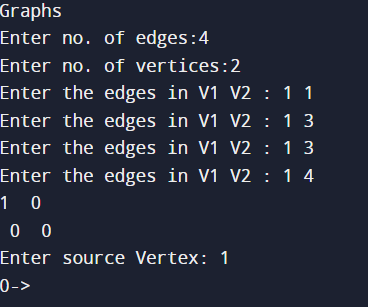 Graphs
Enter no. of edges:4
Enter no. of vertices:2
Enter the edges in V1 V2 : 1 1
Enter the edges in V1 V2 : 1 3
Enter the edges in V1 V2 : 1 3
Enter the edges in V1 V2 : 1 4
1  0
 0  0
Enter source Vertex: 1
0->